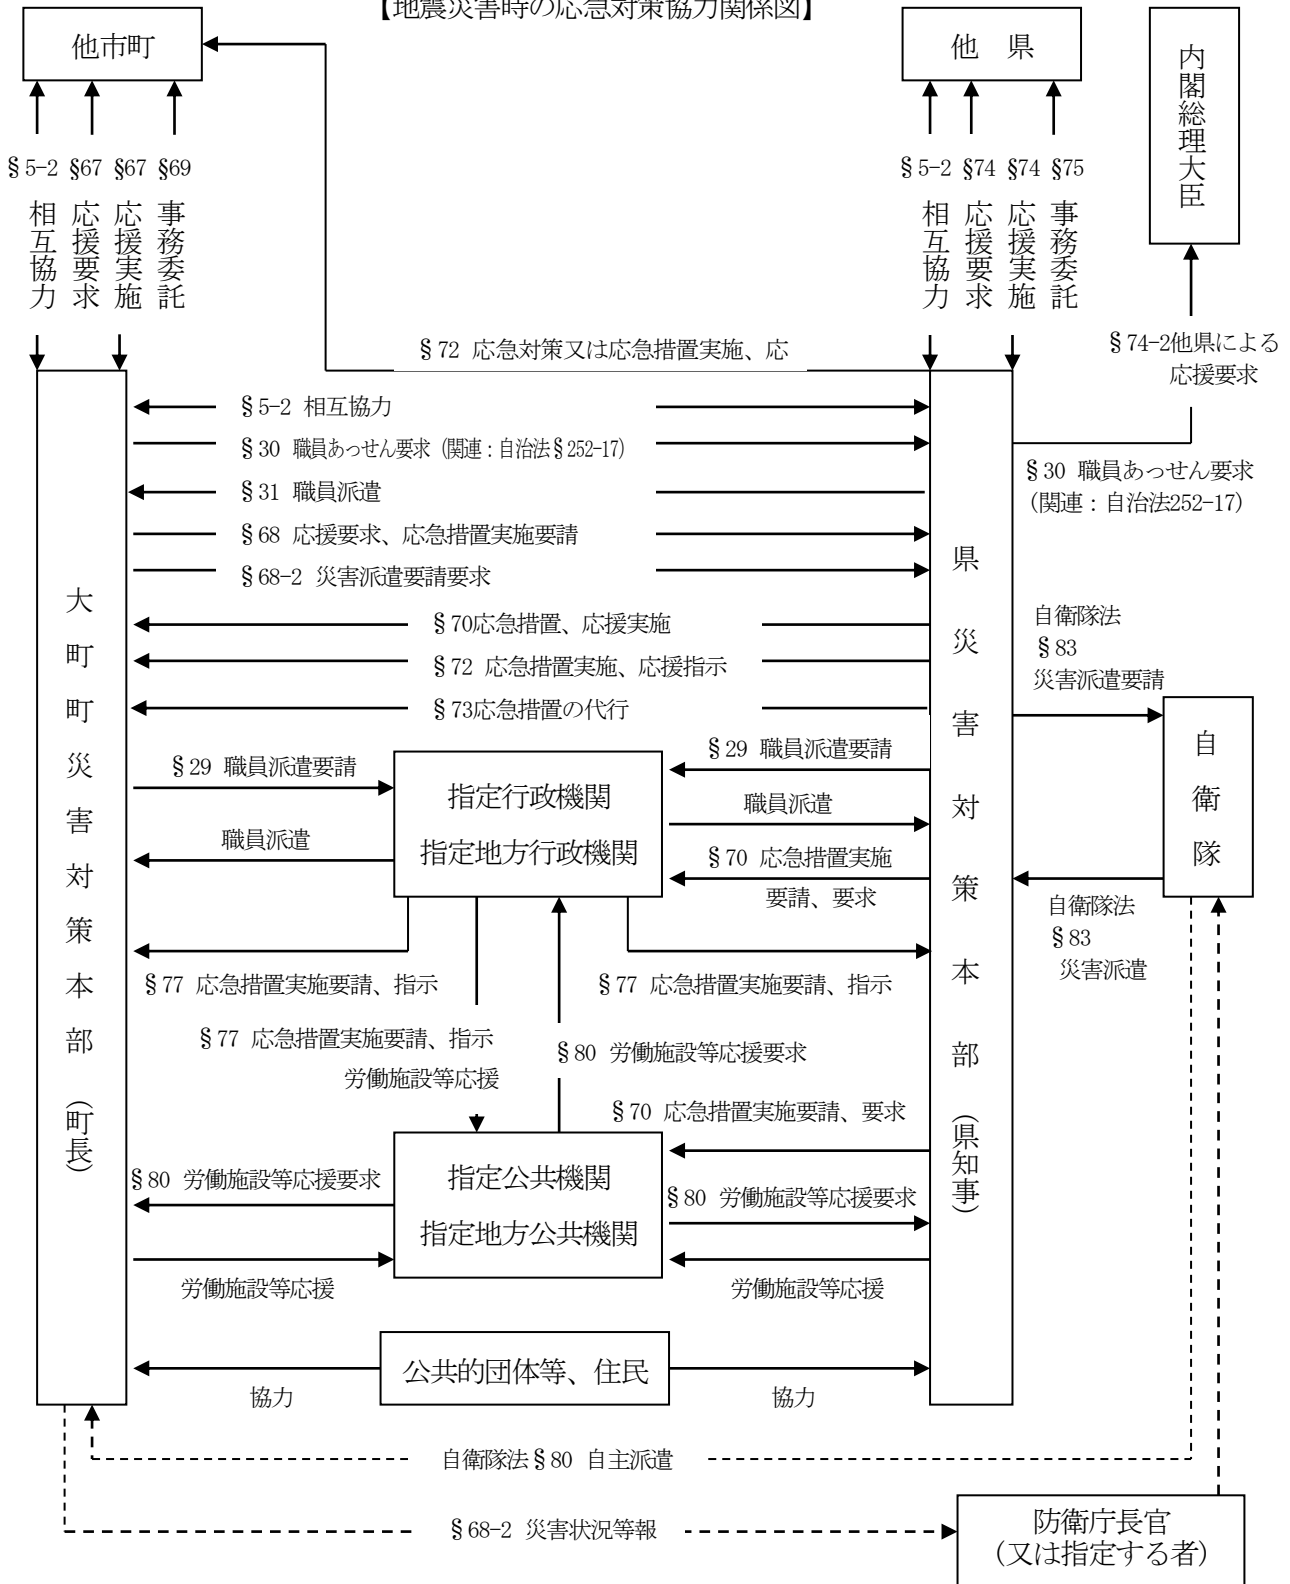 【地震災害時の応急対策協力関係図】
他市町
他　県
内閣総理大臣
§5-2 §67 §67 §69
相互協力
応援要求
応援実施
事務委託
§5-2 §74 §74 §75
相互協力
応援要求
応援実施
事務委託
§72 応急対策又は応急措置実施、応
§74-2他県による
応援要求
§5-2 相互協力
§30 職員あっせん要求（関連：自治法§252-17）
§31 職員派遣
§68 応援要求、応急措置実施要請
§68-2 災害派遣要請要求
§30 職員あっせん要求
（関連：自治法252-17）
§70応急措置、応援実施
§72 応急措置実施、応援指示
§73応急措置の代行
大町町災害対策本部（町長）
県災害対策本部（県知事）
自衛隊法
§83
災害派遣要請
自衛隊
§29 職員派遣要請
職員派遣
指定行政機関
指定地方行政機関
§29 職員派遣要請
職員派遣
§70 応急措置実施
要請、要求
自衛隊法
§83
災害派遣
§77 応急措置実施要請、指示
§77 応急措置実施要請、指示
§77 応急措置実施要請、指示
労働施設等応援
§80 労働施設等応援要求
§70 応急措置実施要請、要求
§80 労働施設等応援要求
指定公共機関
指定地方公共機関
§80 労働施設等応援要求
労働施設等応援
労働施設等応援
公共的団体等、住民
協力
協力
自衛隊法§80 自主派遣
§68-2 災害状況等報
防衛庁長官
（又は指定する者）